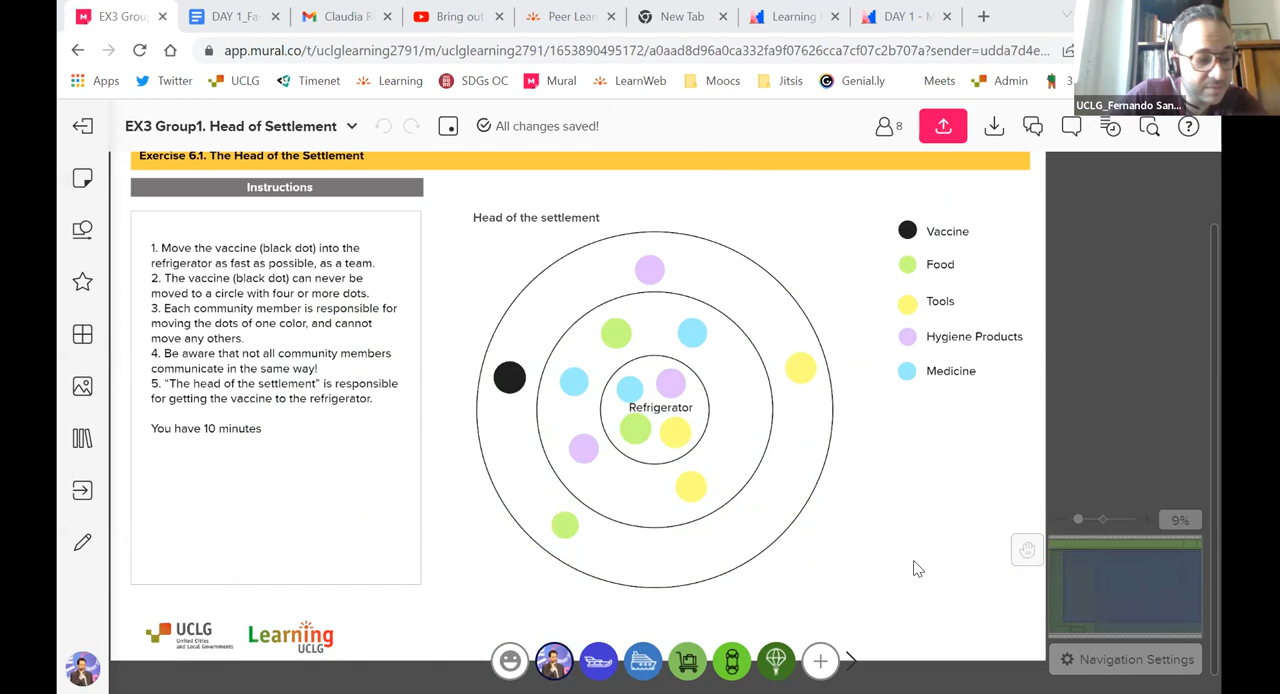 EX3 Grou
DAY 1_Fa
Claudia R
Bring out
Peer Lear
New Tab
Learning
DAY 1 -
app.mural.co/t/uclglearning2791/m/uclglearning2791/163890495172/a0aad8d96a0ca332fa9f07626cca7cf07c2b707a?sender=udda7d4e...
Apps
Twitter
UCLG
Timenet
Learning
SDGs
Mural
LearnWeb
Moocs
Genial.ly
Meets
Admin
3
UCLG_Fernando San...
EX3 Group1. Head of Settlement
All changes saved!
8
Exercise 6.1. The Head of the Settlement
Instructions
1. Move the vaccine (black dot) into the
refrigerator as fast as possible, as a team.
2. The vaccine (black dot) can never be
moved to a circle with four or more dots.
3. Each community member is responsible for
moving the dots of one color, and cannot
move any others.
4. Be aware that not all community members
communicate in the same way!
5. “The head of the settlement” is responsible
for getting the vaccine to the refrigerator.
You have 10 minutes
Head of the settlement
Refrigerator
Vaccine
Food
Tools
Hygiene Products
Medicine
9%
UCLG
United Cities
and Local Governments
Learning
UCLG
Navigation Settings